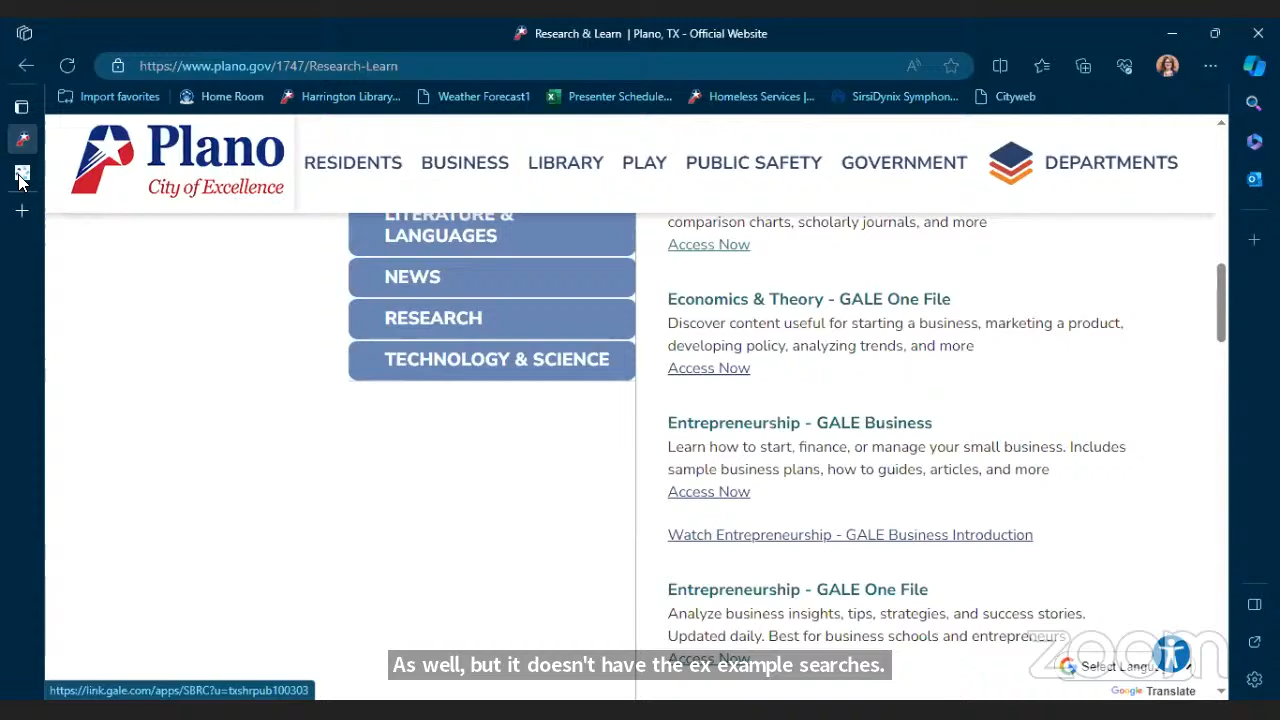 Research & Learn | Plano, TX - Official Website
https://www.plano.gov/1747/Research-Learn
Import favorites
Home Room
Harrington Library...
Weather Forecast1
Presenter Schedule...
Homeless Services |...
SirsiDynix Symphon...
Cityweb
Plano
City of Excellence
RESIDENTS
BUSINESS
LIBRARY
PLAY
PUBLIC SAFETY
GOVERNMENT
DEPARTMENTS
LITERATURE &
LANGUAGES
NEWS
RESEARCH
TECHNOLOGY & SCIENCE
comparison charts, scholarly journals, and more
Access Now
Economics & Theory - GALE One File
Discover content useful for starting a business, marketing a product,
developing policy, analyzing trends, and more
Access Now
Entrepreneurship - GALE Business
Learn how to start, finance, or manage your small business. Includes
sample business plans, how to guides, articles, and more
Access Now
Watch Entrepreneurship - GALE Business Introduction
Entrepreneurship - GALE One File
Analyze business insights, tips, strategies, and success stories.
Updated daily. Best for business schools and entrepreneurs
Access Now
As well, but it doesn't have the ex example searches.
zoom
Select
Google Translate
https://link.gale.com/apps/SBRC?u=txshrpub100303